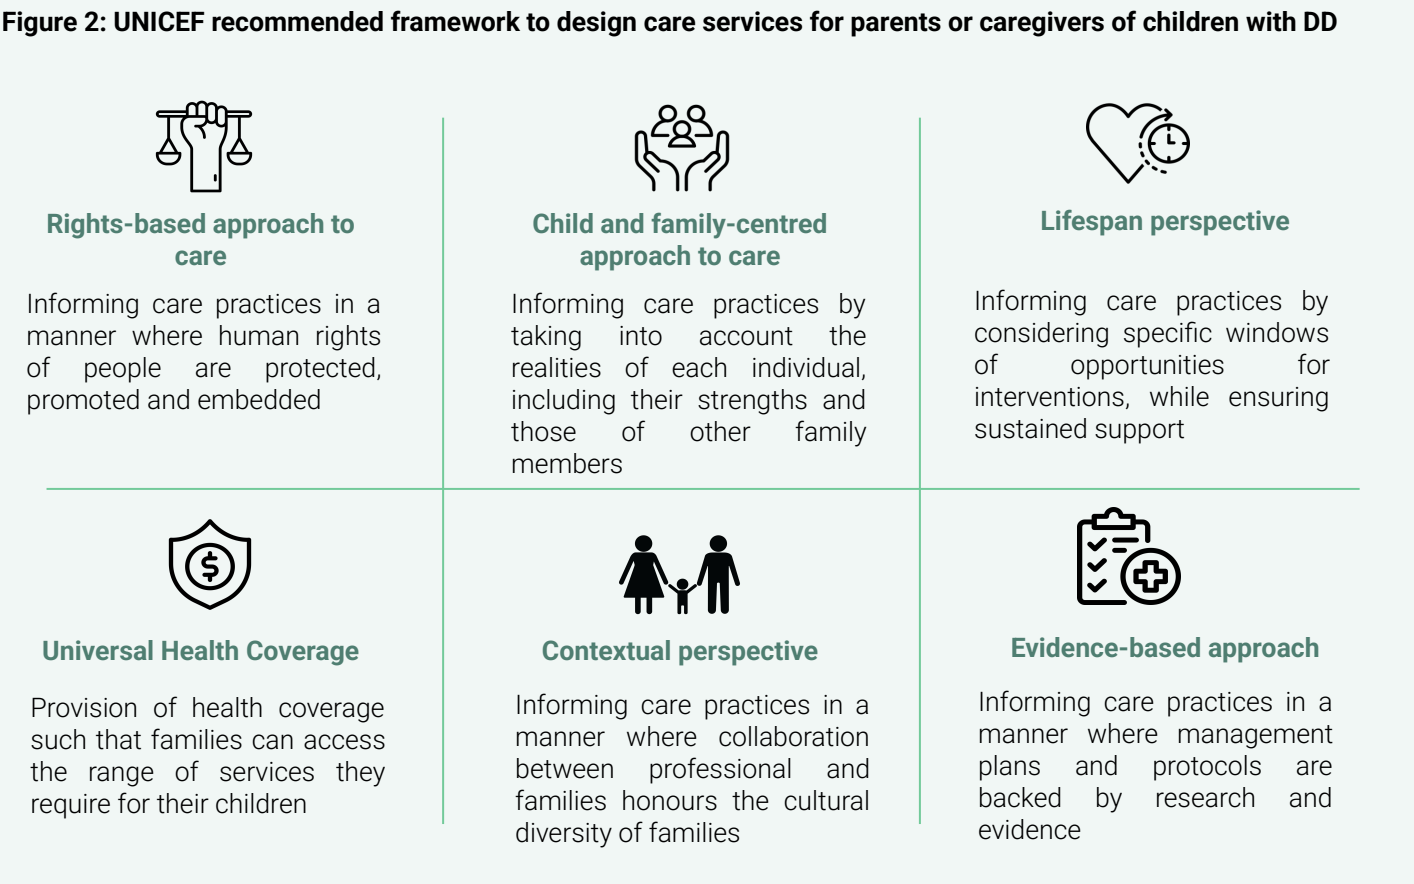 Figure 2: UNICEF recommended framework to design care services for parents or caregivers of children with DD
Rights-based approach to
care
Informing care practices in a
manner where human rights
of people are protected,
promoted and embedded
Child and family-centred
approach to care
Informing care practices by
taking into account the
realities of each individual,
including their strengths and
those of other family
members
Lifespan perspective
Informing care practices by
considering specific windows
of opportunities for
interventions, while ensuring
sustained support
Universal Health Coverage
Provision of health coverage
such that families can access
the range of services they
require for their children
Contextual perspective
Informing care practices in a
manner where collaboration
between professional and
families honours the cultural
diversity of families
Evidence-based approach
Informing care practices in a
manner where management
plans and protocols are
backed by research and
evidence